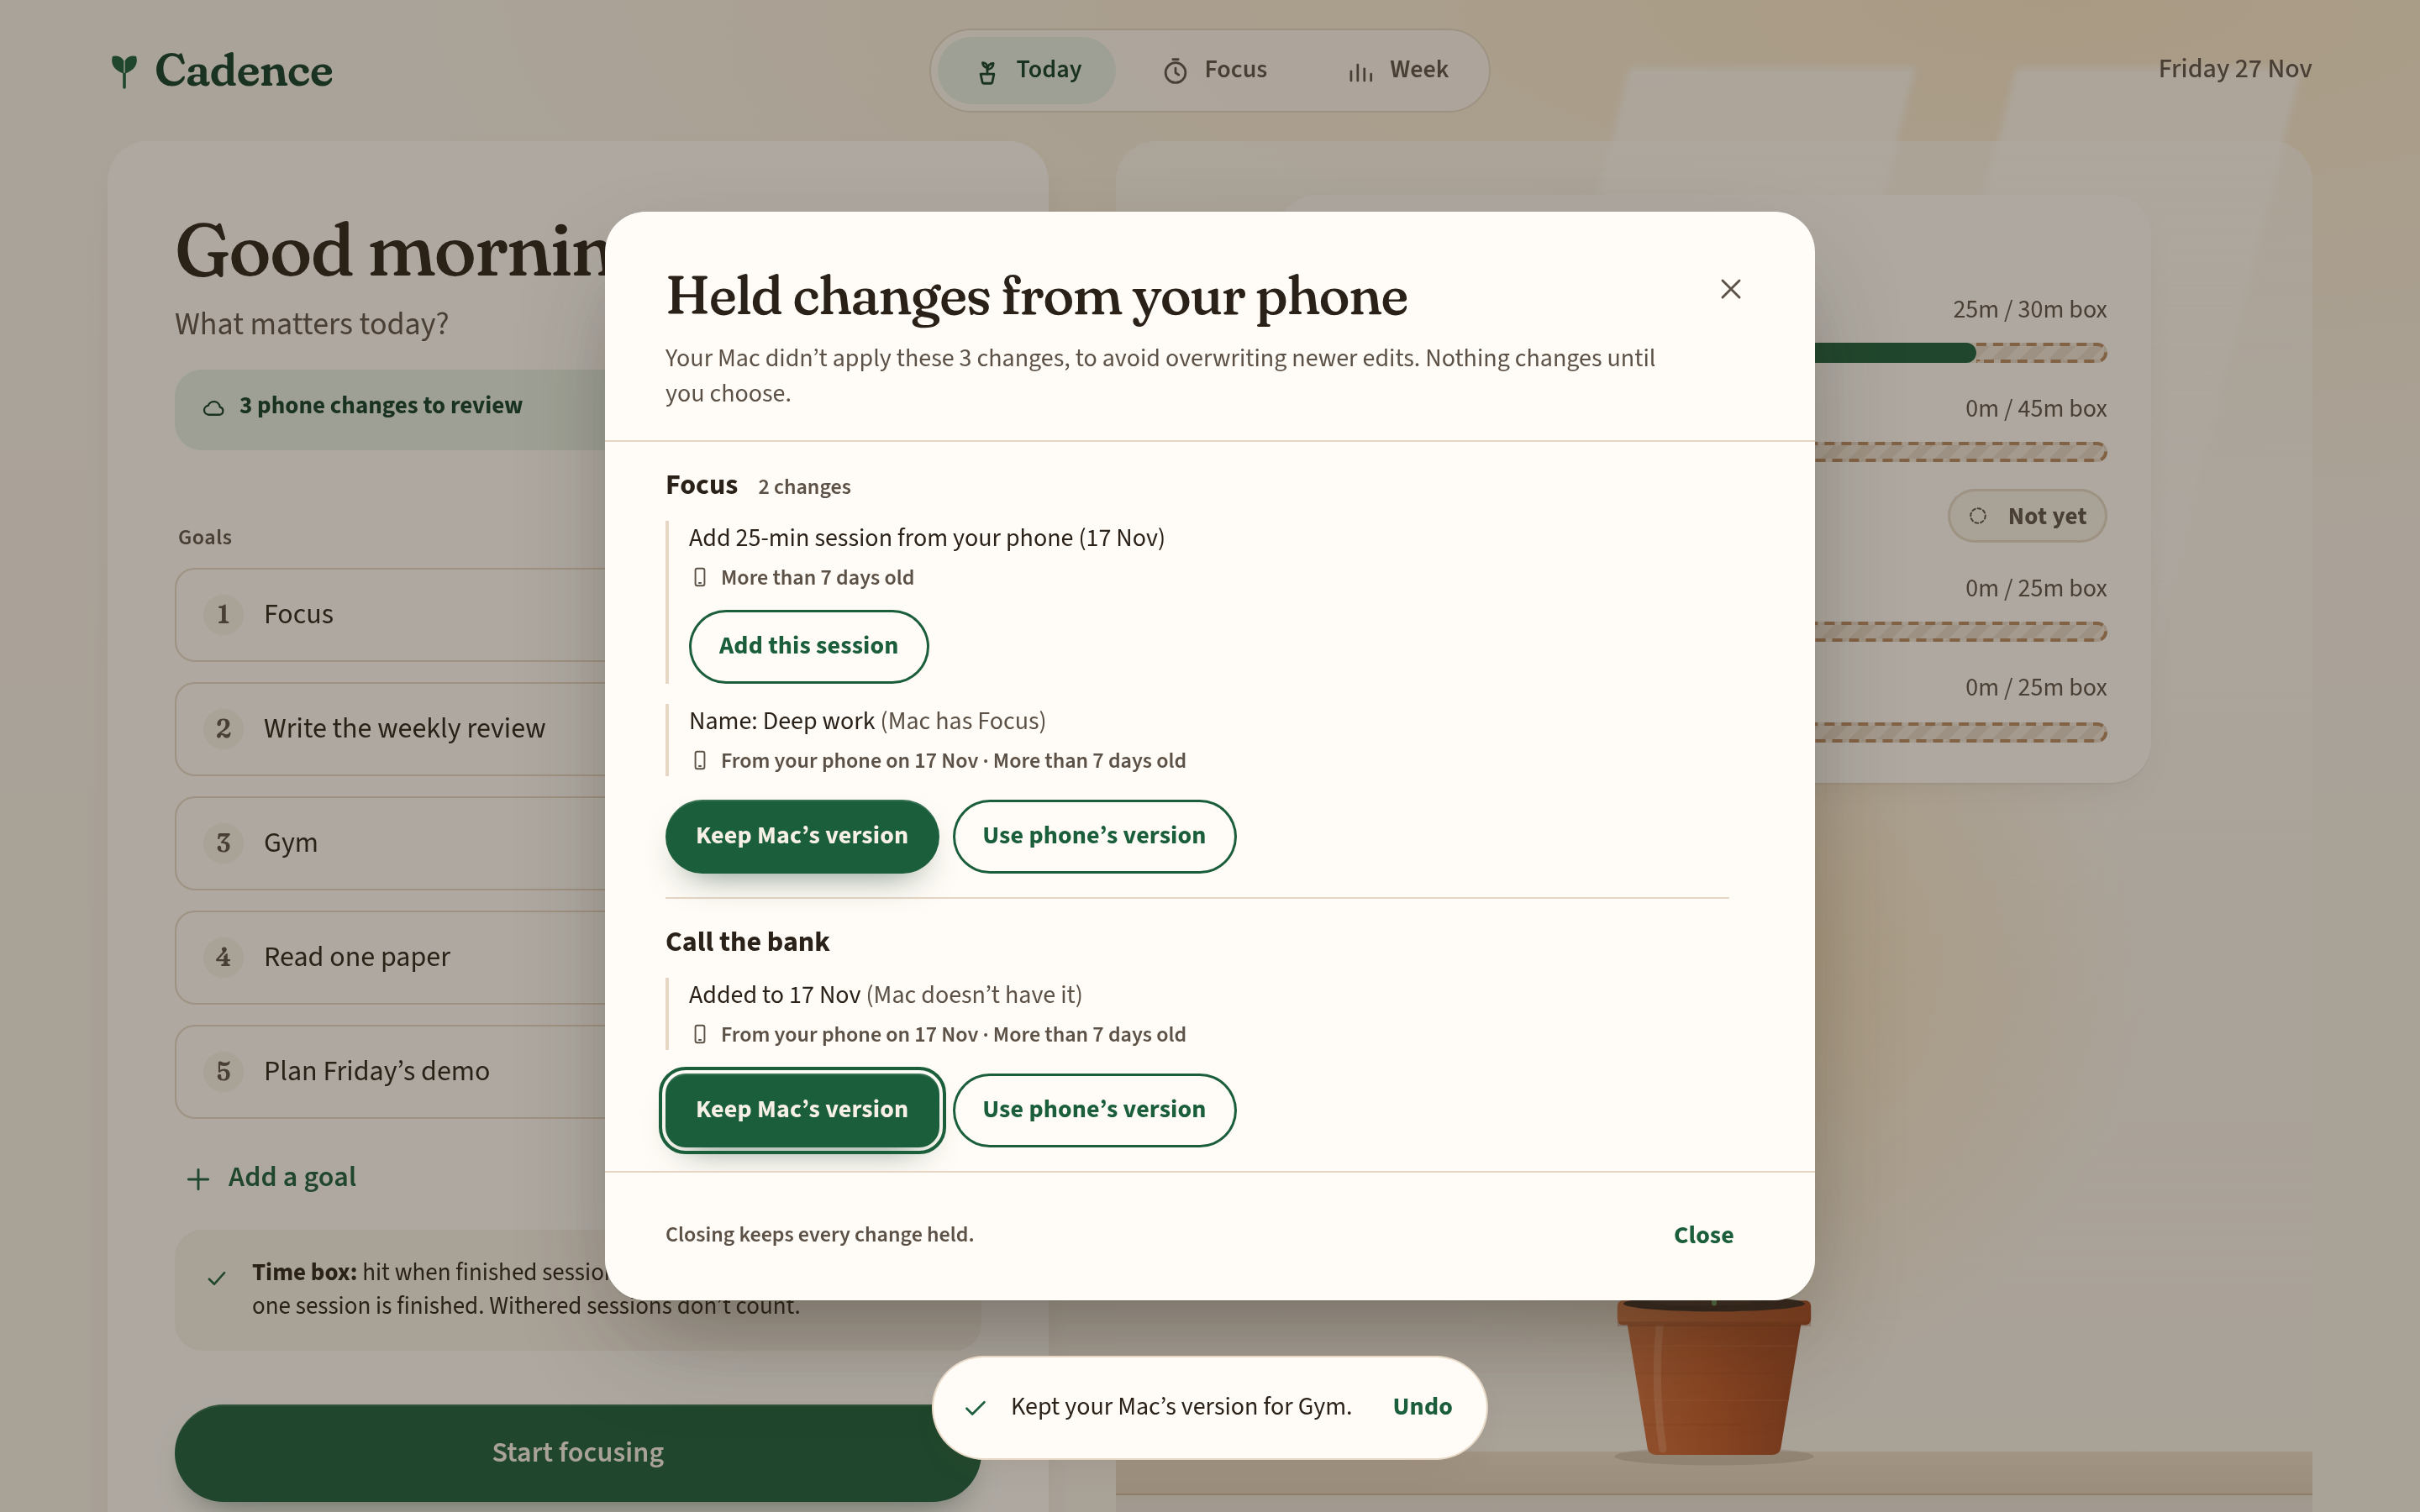 Cadence
Today
Focus
Week
Friday 27 Nov
Good mornin
What matters today?
3 phone changes to review
Goals
1 Focus
2 Write the weekly review
3 Gym
4 Read one paper
5 Plan Friday’s demo
Add a goal
Time box: hit when finished session
one session is finished. Withered sessions don’t count.
Start focusing
25m / 30m box
0m / 45m box
Not yet
0m / 25m box
0m / 25m box
Held changes from your phone
Your Mac didn’t apply these 3 changes, to avoid overwriting newer edits. Nothing changes until
you choose.
Focus 2 changes
Add 25-min session from your phone (17 Nov)
More than 7 days old
Add this session
Name: Deep work (Mac has Focus)
From your phone on 17 Nov · More than 7 days old
Keep Mac’s version
Use phone’s version
Call the bank
Added to 17 Nov (Mac doesn’t have it)
From your phone on 17 Nov · More than 7 days old
Keep Mac’s version
Use phone’s version
Closing keeps every change held.
Close
Kept your Mac’s version for Gym.
Undo